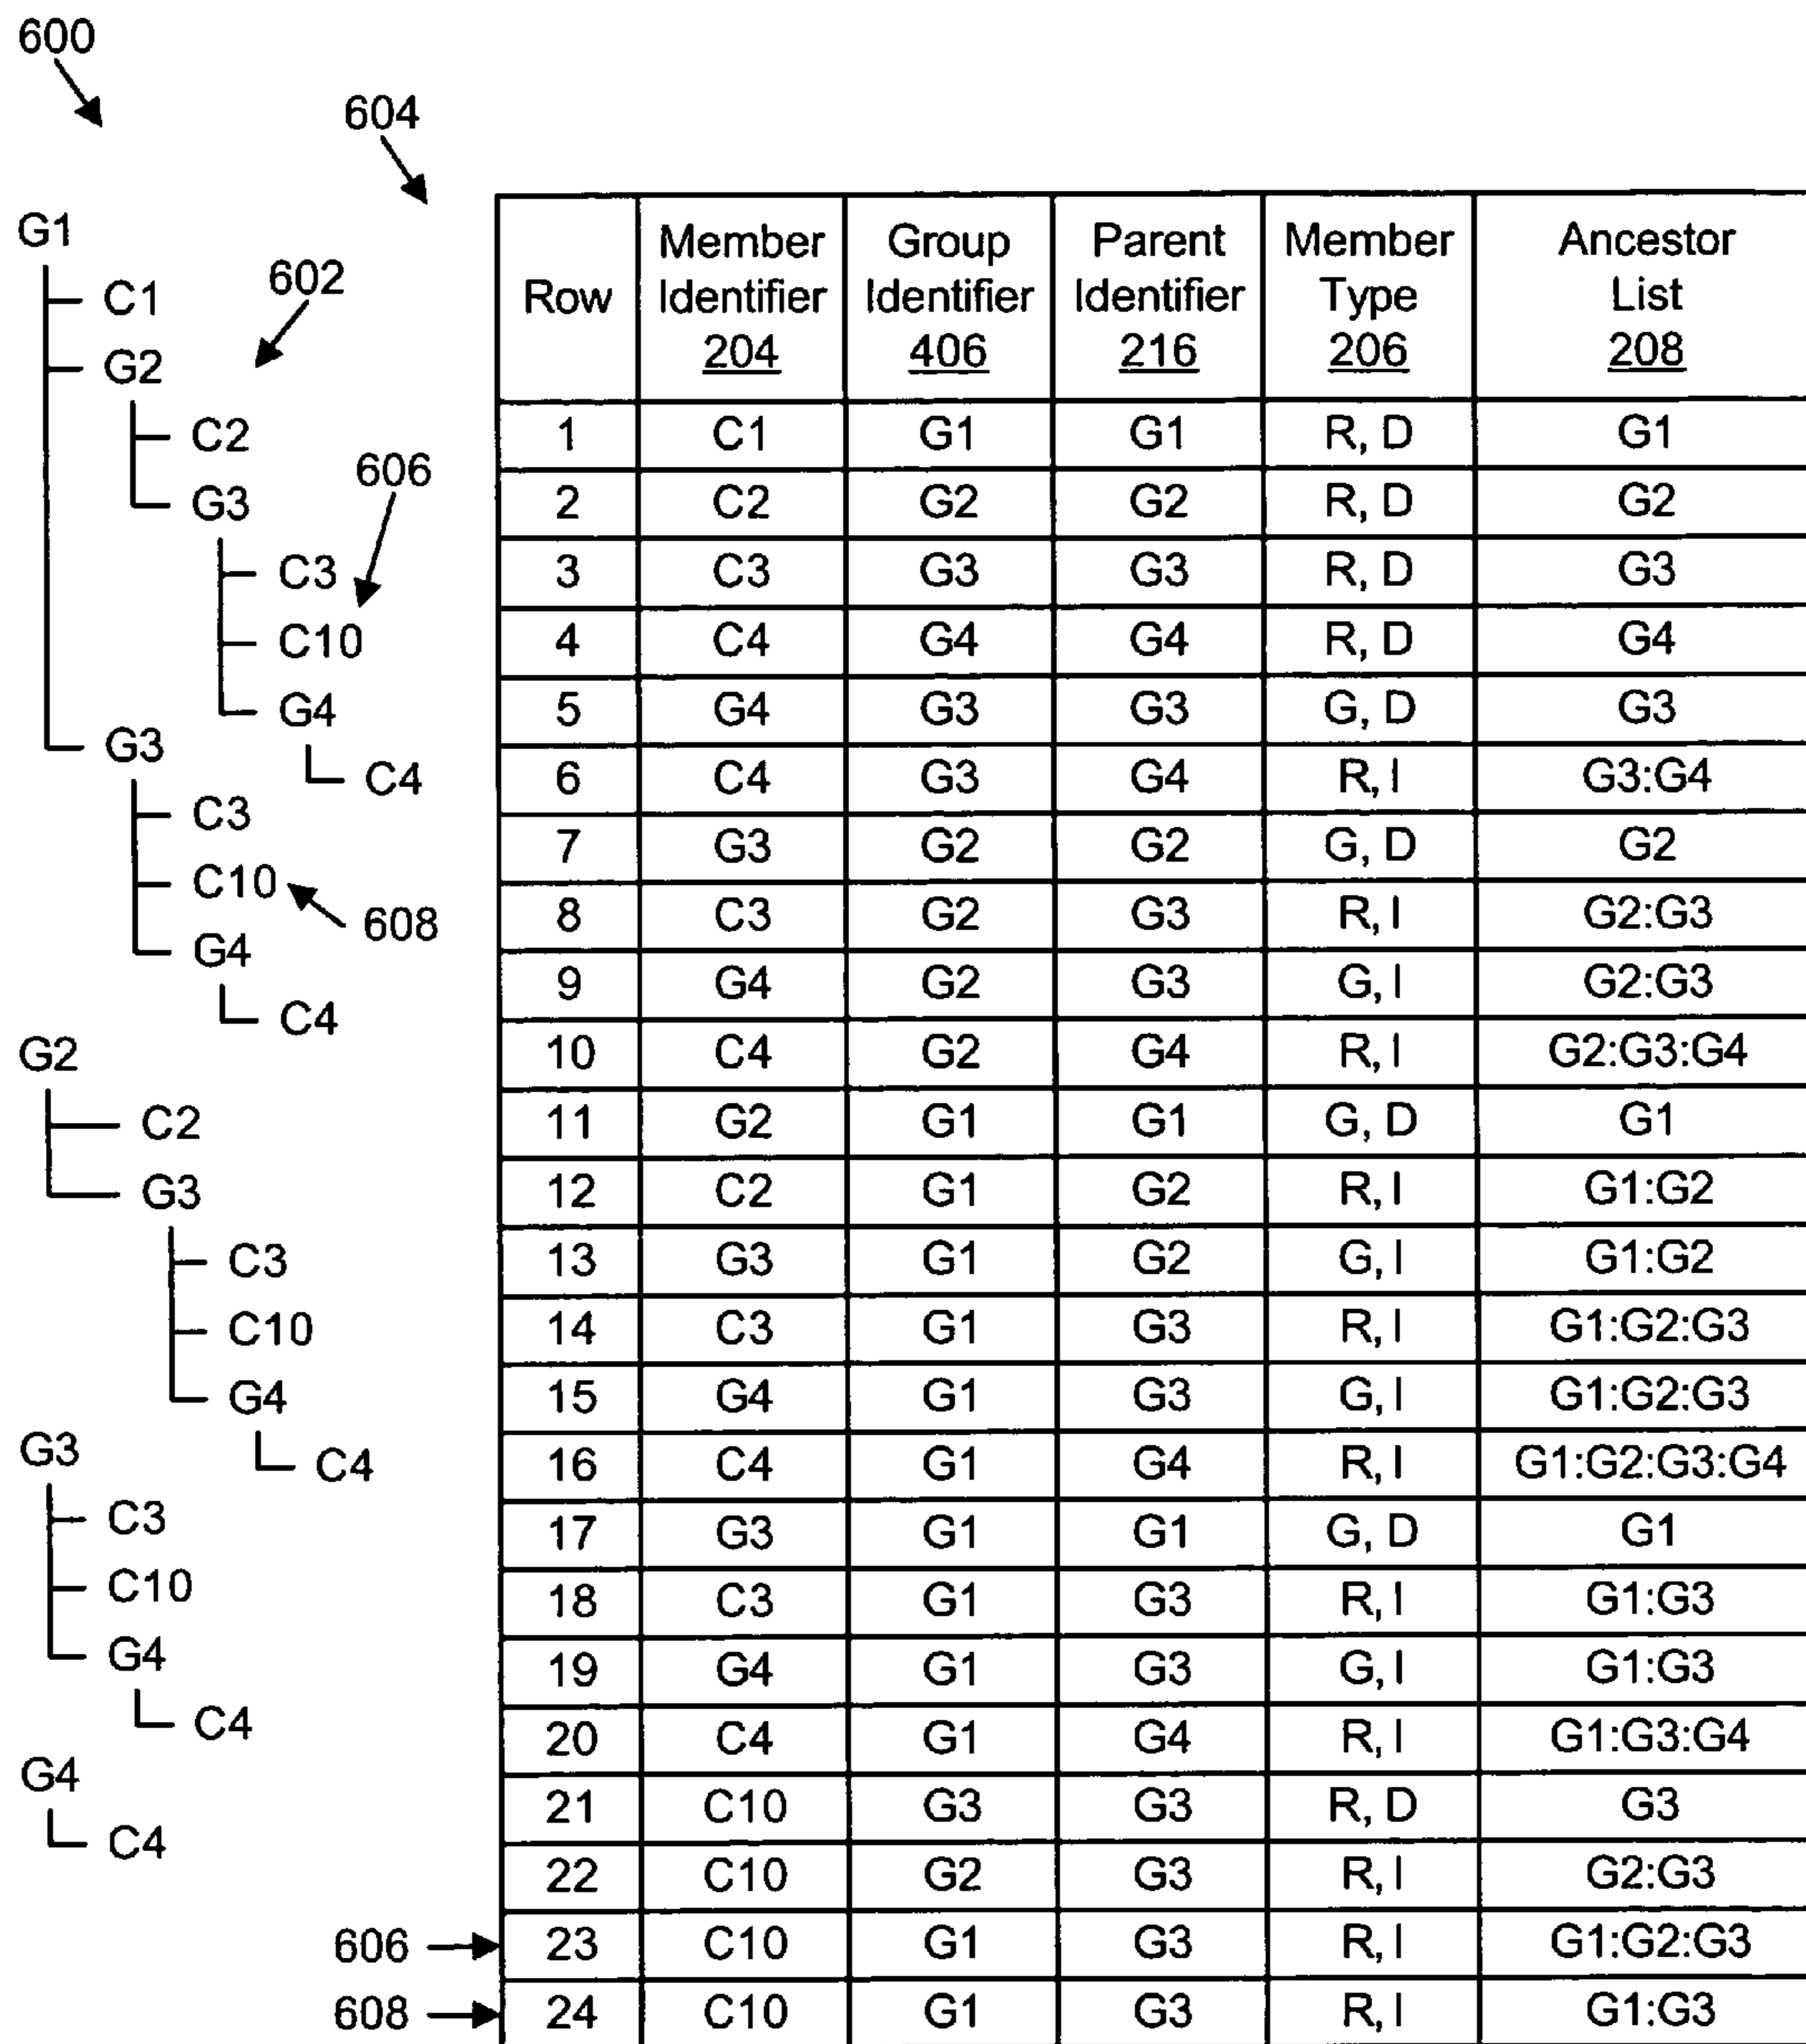 600
604
G1
C1
602
G2
C2
606
G3
C3
C10
G4
G3
C4
C3
C10
608
G4
C4
G2
C2
G3
C3
C10
G4
G3
C4
C3
C10
G4
C4
G4
C4
Row Member Identifier 204 Group Identifier 406 Parent Identifier 216 Member Type 206 Ancestor List 208
1 C1 G1 G1 R, D G1
2 C2 G2 G2 R, D G2
3 C3 G3 G3 R, D G3
4 C4 G4 G4 R, D G4
5 G4 G3 G3 G, D G3
6 C4 G3 G4 R, I G3:G4
7 G3 G2 G2 G, D G2
8 C3 G2 G3 R, I G2:G3
9 G4 G2 G3 G, I G2:G3
10 C4 G2 G4 R, I G2:G3:G4
11 G2 G1 G1 G, D G1
12 C2 G1 G2 R, I G1:G2
13 G3 G1 G2 G, I G1:G2
14 C3 G1 G3 R, I G1:G2:G3
15 G4 G1 G3 G, I G1:G2:G3
16 C4 G1 G4 R, I G1:G2:G3:G4
17 G3 G1 G1 G, D G1
18 C3 G1 G3 R, I G1:G3
19 G4 G1 G3 G, I G1:G3
20 C4 G1 G4 R, I G1:G3:G4
21 C10 G3 G3 R, D G3
22 C10 G2 G3 R, I G2:G3
606 23 C10 G1 G3 R, I G1:G2:G3
608 24 C10 G1 G3 R, I G1:G3